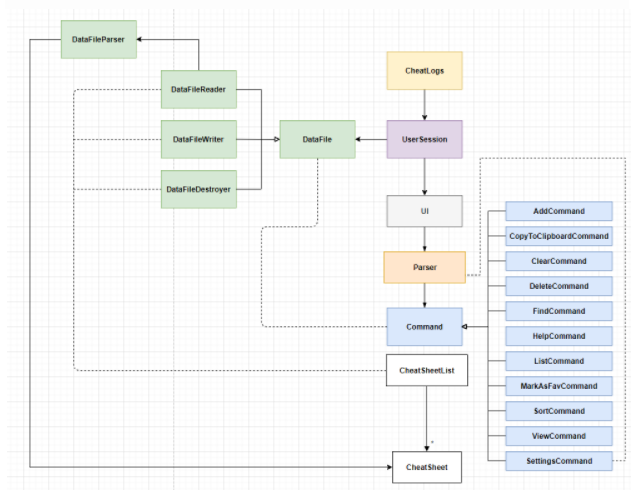 DataFileParser
CheatLogs
DataFileReader
DataFileWriter
DataFile
UserSession
DataFileDestroyer
UI
AddCommand
CopyToClipboardCommand
ClearCommand
Parser
DeleteCommand
FindCommand
Command
HelpCommand
ListCommand
CheatSheetList
MarkAsFavCommand
SortCommand
ViewCommand
*
CheatSheet
SettingsCommand